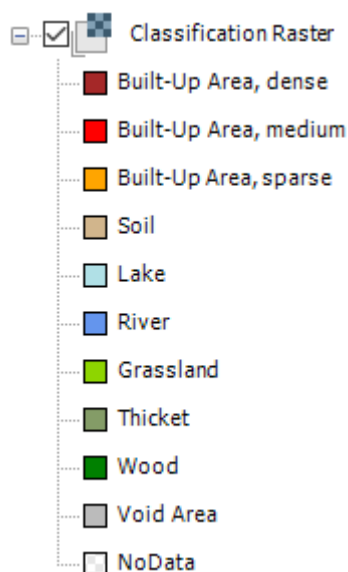 Classification Raster
Built-Up Area, dense
Built-Up Area, medium
Built-Up Area, sparse
Soil
Lake
River
Grassland
Thicket
Wood
Void Area
NoData